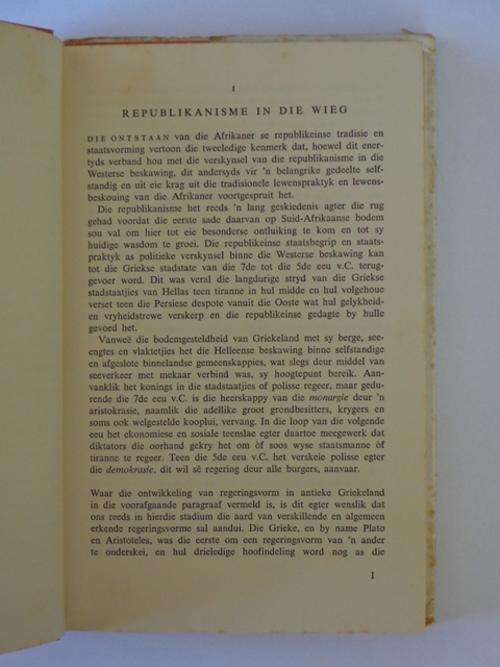 I
REPUBLIKANISME IN DIE WIEG
DIE ONTSTAAN van die Afrikaner se republikeinse tradisie en
staatsvorming vertoon die tweeledige kenmerk dat, hoewel dit ener-
tyds verband hou met die verskynsel van die republikanisme in die
Westerse beskawing, dit andersyds vir 'n belangrike gedeelte self-
standig en uit eie krag uit die tradisionele lewenspraktyk en lewens-
beskouing van die Afrikaner voortgespruit het.
Die republikanisme het reeds 'n lang geskiedenis agter die rug
gehad voordat die eerste sade daarvan op Suid-Afrikaanse bodem
sou val om hier tot eie besonderse ontluiking te kom en tot sy
huidige wasdom te groei. Die republikeinse staatsbegrip en staats-
praktyk as politieke verskynsel binne die Westerse beskawing kan
tot die Griekse stadstate van die 7de tot die 5de eeu v.C. terug-
gevoer word. Dit was veral die langdurige stryd van die Griekse
stadstaatjies van Hellas teen tiranne in hul midde en hul volgehoue
verset teen die Persiese despote vanuit die Ooste wat hul gelykheid-
en vryheidstrewe verskerp en die republikeinse gedagte by hulle
gevoed het.
Vanweë die bodemgesteldheid van Griekeland met sy berge, see-
engtes en vlaktetjies het die Helleense beskawing binne selfstandige
en afgeslote binnelandse gemeenskappies, wat slegs deur middel van
seeverkeer met mekaar verbind was, sy hoogtepunt bereik. Aan-
vanklik het konings in die stadstaatjies of polisse regeer, maar gedu-
rende die 7de eeu v.C. is die heerskappy van die monargie deur 'n
aristokrasie, naamlik die adellike groot grondbesitters, krygers en
soms ook welgestelde kooplui, vervang. In die loop van die volgende
eeu het ekonomiese en sosiale teenslae egter daartoe meegewerk dat
diktators die oorhand gekry het om òf soos wyse staatsmanne òf
tiranne te regeer. Teen die 5de eeu v.C. het verskeie polisse egter
die demokrasie, dit wil sê regering deur alle burgers, aanvaar.
Waar die ontwikkeling van regeringsvorm in antieke Griekeland
in die voorafgaande paragraaf vermeld is, is dit egter wenslik dat
ons reeds in hierdie stadium die aard van verskillende en algemeen
erkende regeringsvorme sal aandui. Die Grieke, en by name Plato
en Aristoteles, was die eerste om een regeringsvorm van 'n ander
te onderskei, en hul drieledige hoofindeling word nog as die
1